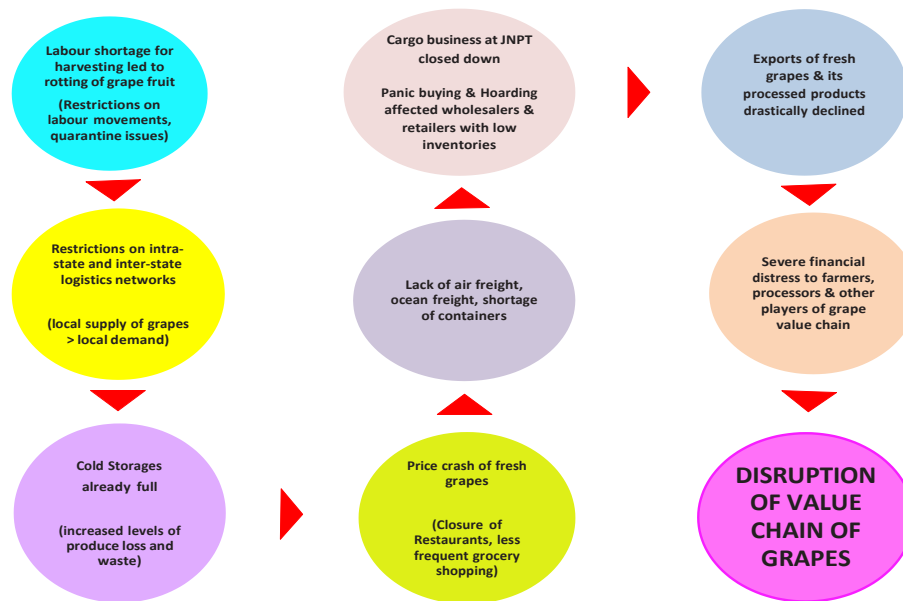 Labour shortage for
harvesting led to
rotting of grape fruit
(Restrictions on
labour movements,
quarantine issues)
Restrictions on intra-
state and inter-state
logistics networks
(local supply of grapes
> local demand)
Cold Storages
already full
(increased levels of
produce loss and
waste)
Price crash of fresh
grapes
(Closure of
Restaurants, less
frequent grocery
shopping)
Lack of air freight,
ocean freight, shortage
of containers
Cargo business at JNPT
closed down
Panic buying & Hoarding
affected wholesalers &
retailers with low
inventories
Exports of fresh
grapes & its
processed products
drastically declined
Severe financial
distress to farmers,
processors & other
players of grape
value chain
DISRUPTION
OF VALUE
CHAIN OF
GRAPES